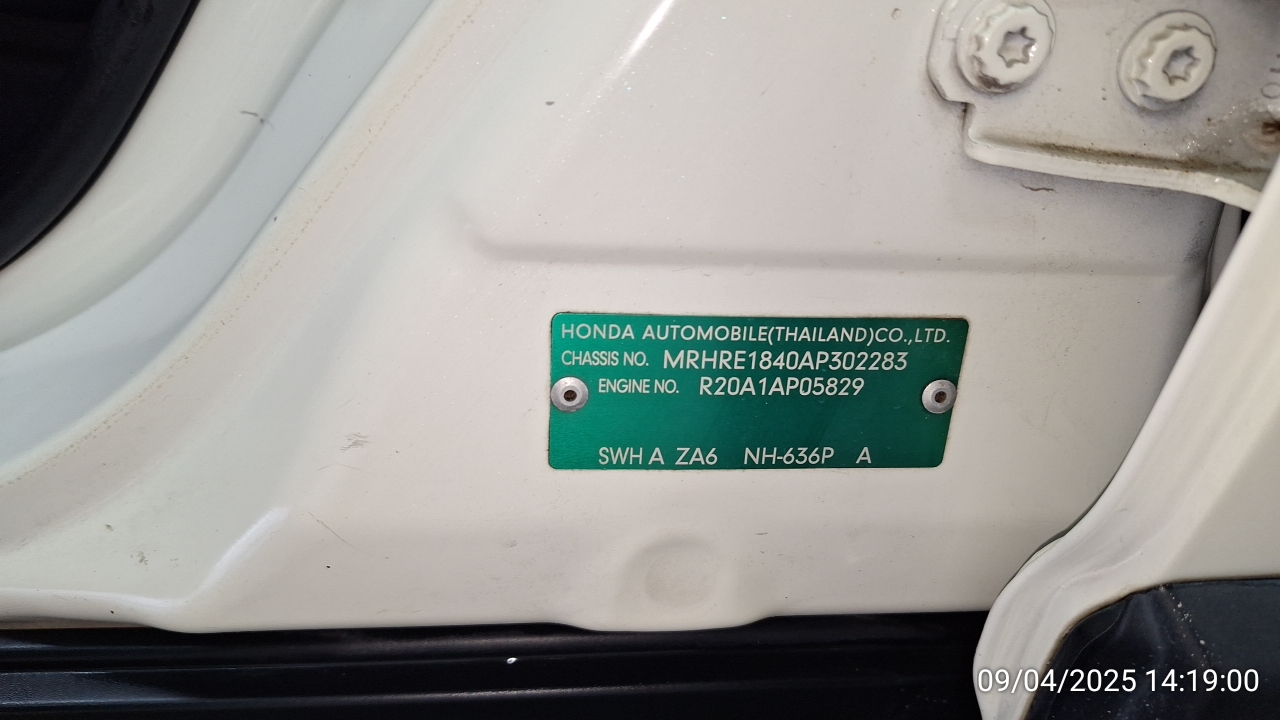 HONDA AUTOMOBILE(THAILAND)CO.,LTD.
CHASSIS NO. MRHRE1840AP302283
ENGINE NO. R20A1AP05829
SWH A ZA6 NH-636P A
09/04/2025 14:19:00